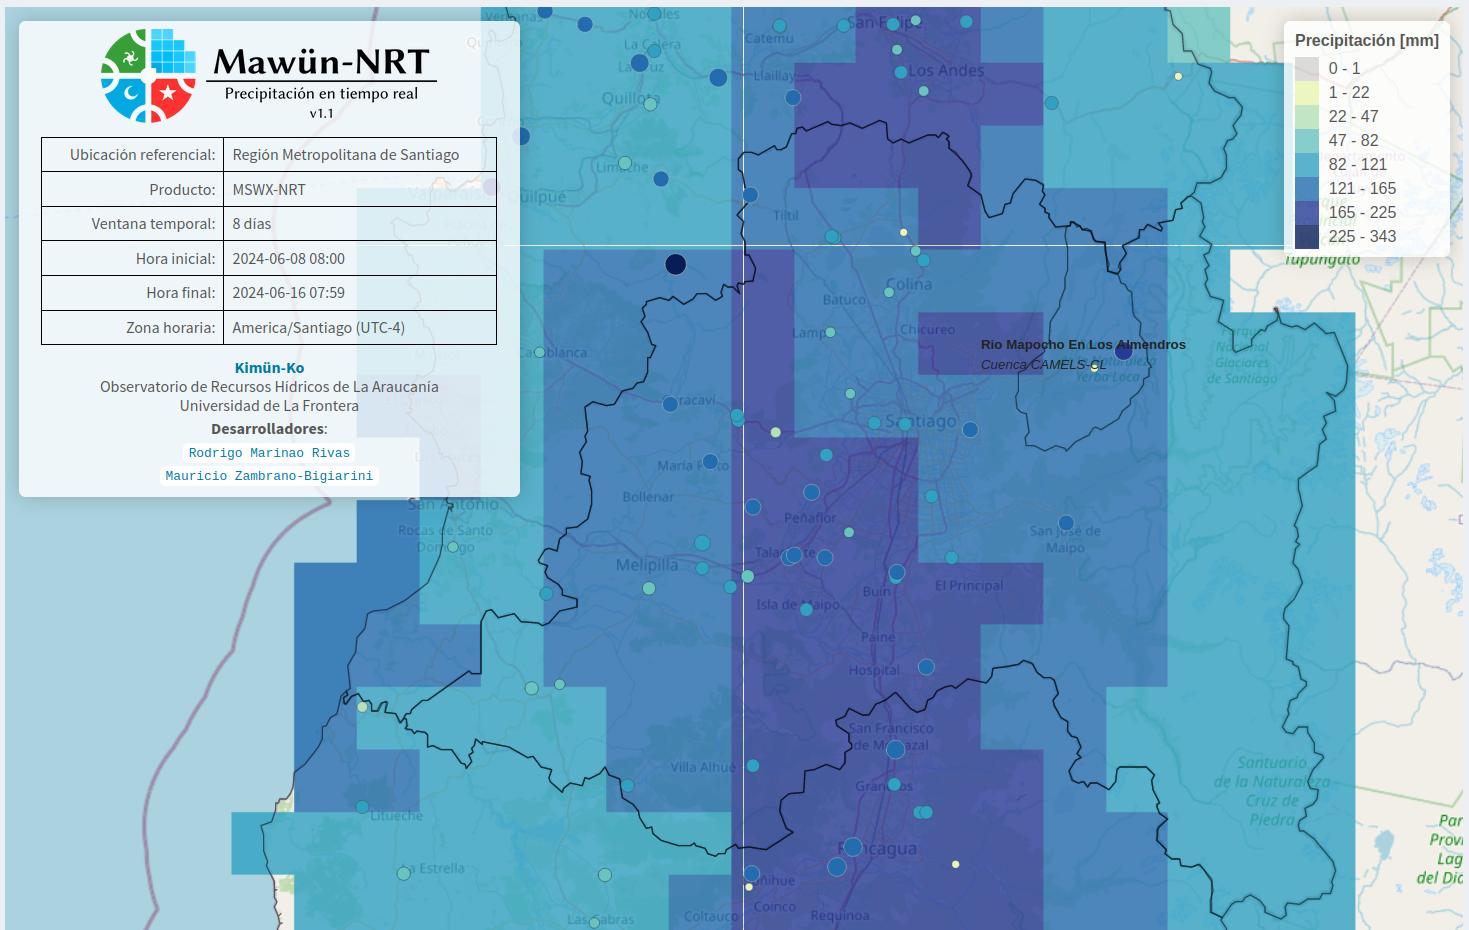 Mawün-NRT
Precipitación en tiempo real
v1.1
Ubicación referencial: Región Metropolitana de Santiago
Producto: MSWX-NRT
Ventana temporal: 8 días
Hora inicial: 2024-06-08 08:00
Hora final: 2024-06-16 07:59
Zona horaria: America/Santiago (UTC-4)
Kimün-Ko
Observatorio de Recursos Hídricos de La Araucanía
Universidad de La Frontera
Desarrolladores:
Rodrigo Marinao Rivas
Mauricio Zambrano-Bigiarini
Precipitación [mm]
0 - 1
1 - 22
22 - 47
47 - 82
82 - 121
121 - 165
165 - 225
225 - 343
Nogales
La Calera
Catemu
San Felipe
Llaillay
Los Andes
Quillota
Limache
Quilpué
Tiltil
Tupungato
Colina
Batuco
Lampa
Chicureo
Casablanca
Rio Mapocho En Los Almendros
Cuenca CAMELS-CL
Yerba Loca
Parque
Nacional
Glaciares
de Santiago
Santiago
María Pinto
Bollenar
San Antonio
Rocas de Santo
Domingo
Peñaflor
San José de
Maipo
Talagante
Melipilla
Buin
El Principal
Isla de Maipo
Paine
Hospital
San Francisco
de Mostazal
Villa Alhué
Graneros
Litueche
Rancagua
La Estrella
Las Cabras
Doñihue
Coinco
Coltauco
Requinoa
Santuario
de la Naturaleza
Cruz de
Piedra
Par
Provi
Lag
del Dia